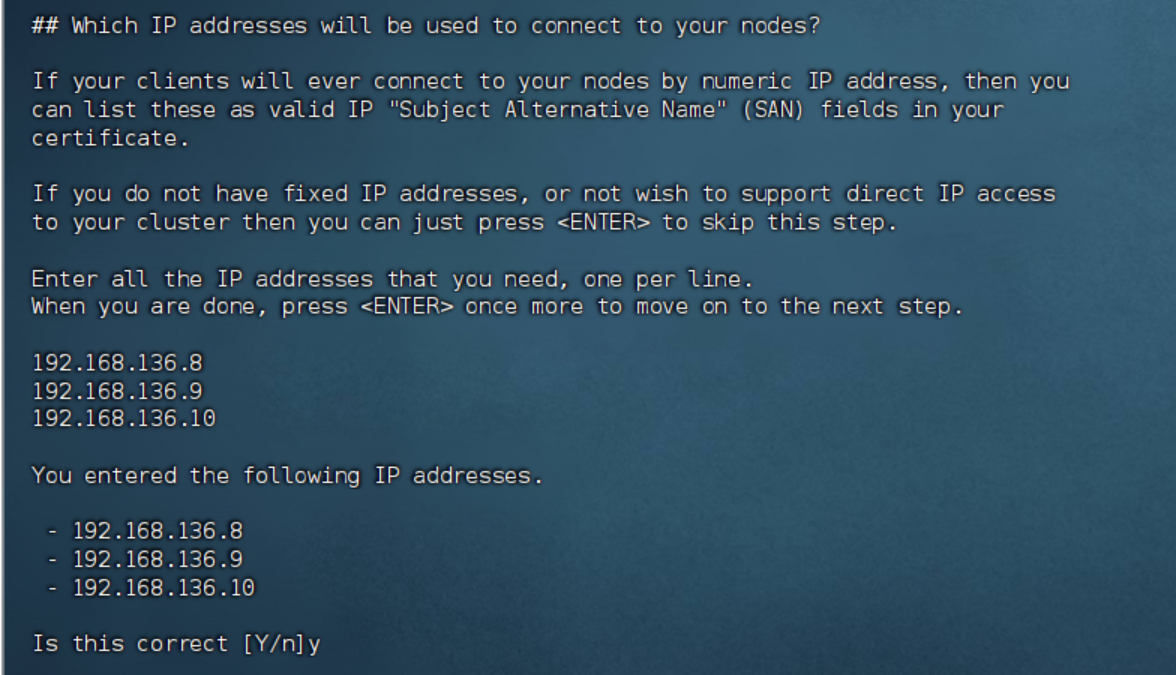 ## Which IP addresses will be used to connect to your nodes?
If your clients will ever connect to your nodes by numeric IP address, then you
can list these as valid IP "Subject Alternative Name" (SAN) fields in your
certificate.
If you do not have fixed IP addresses, or not wish to support direct IP access
to your cluster then you can just press <ENTER> to skip this step.
Enter all the IP addresses that you need, one per line.
When you are done, press <ENTER> once more to move on to the next step.
192.168.136.8
192.168.136.9
192.168.136.10
You entered the following IP addresses.
- 192.168.136.8
- 192.168.136.9
- 192.168.136.10
Is this correct [Y/n]y